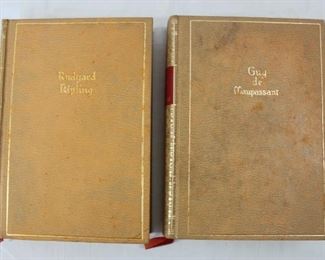 Rudyard
Kipling
Guy
de
Maupassant